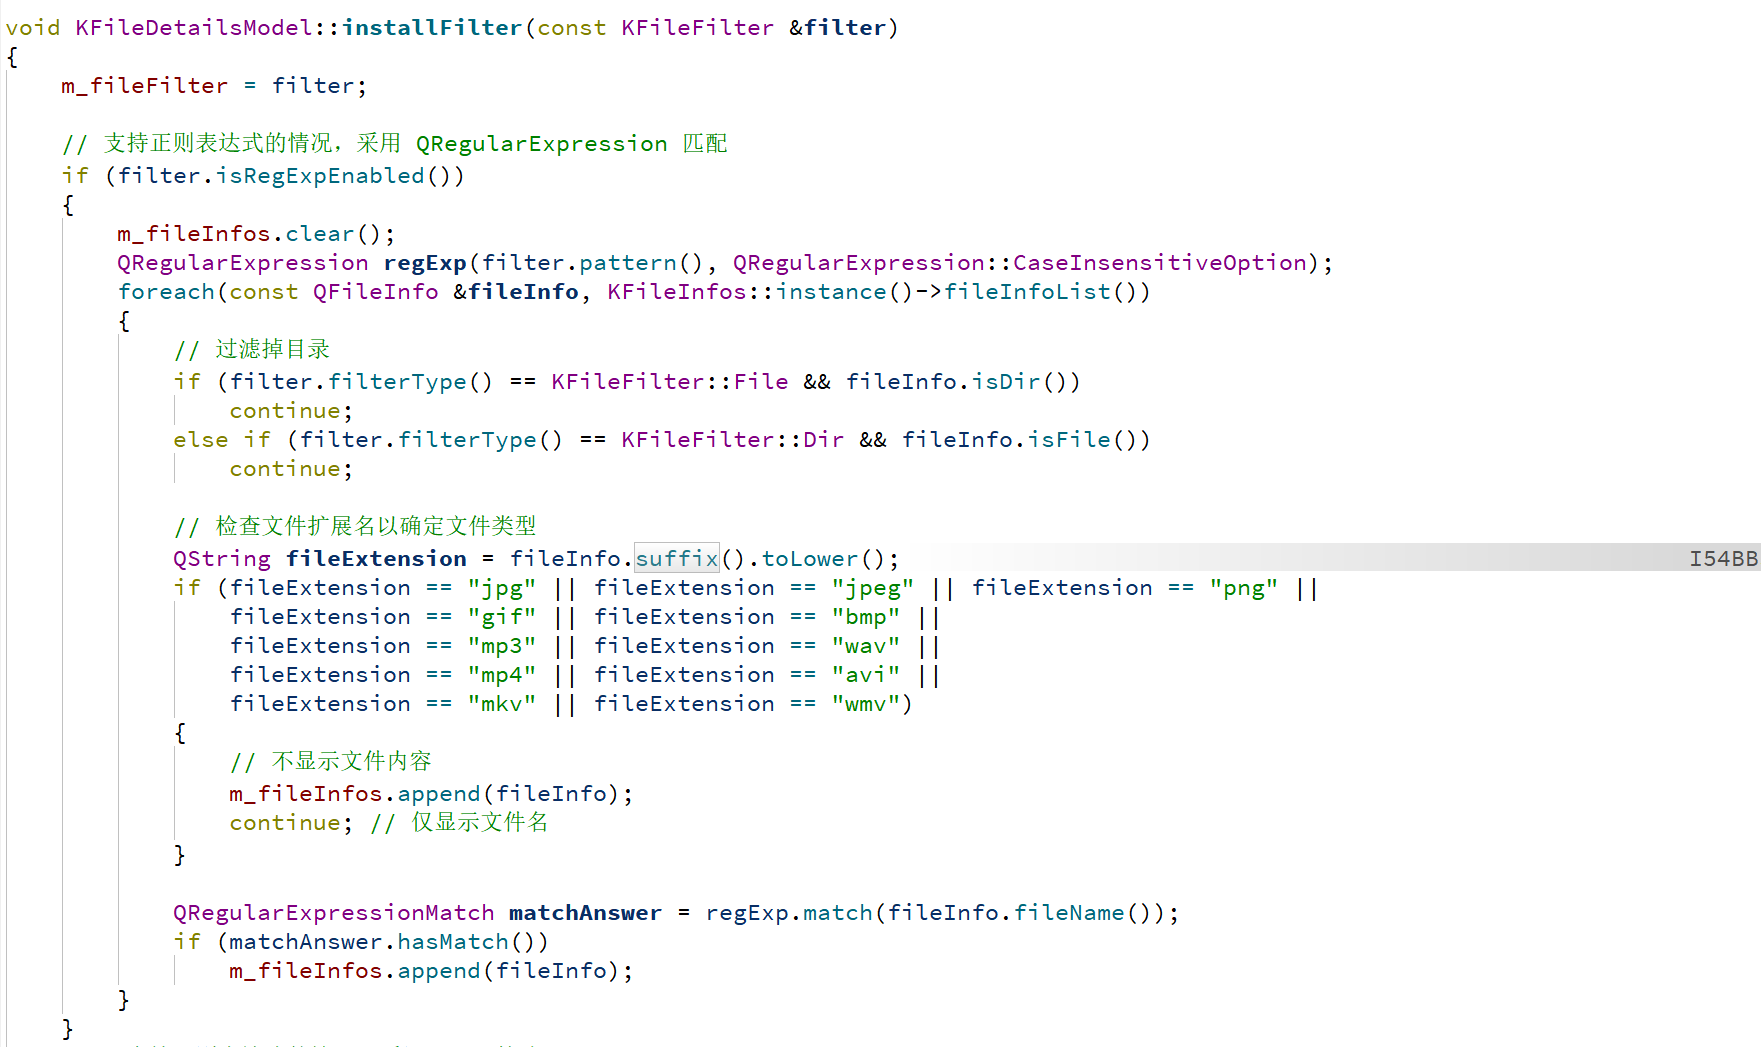 void KFileDetailsModel::installFilter(const KFileFilter &filter)
{
m_fileFilter = filter;
// 支持正则表达式的情况，采用 QRegularExpression 匹配
if (filter.isRegExpEnabled())
{
m_fileInfos.clear();
QRegularExpression regExp(filter.pattern(), QRegularExpression::CaseInsensitiveOption);
foreach(const QFileInfo &fileInfo, KFileInfos::instance()->fileInfoList())
{
// 过滤掉目录
if (filter.filterType() == KFileFilter::File && fileInfo.isDir())
continue;
else if (filter.filterType() == KFileFilter::Dir && fileInfo.isFile())
continue;
// 检查文件扩展名以确定文件类型
QString fileExtension = fileInfo.suffix().toLower(); I54BB
if (fileExtension == "jpg" || fileExtension == "jpeg" || fileExtension == "png" ||
fileExtension == "gif" || fileExtension == "bmp" ||
fileExtension == "mp3" || fileExtension == "wav" ||
fileExtension == "mp4" || fileExtension == "avi" ||
fileExtension == "mkv" || fileExtension == "wmv")
{
// 不显示文件内容
m_fileInfos.append(fileInfo);
continue; // 仅显示文件名
}
QRegularExpressionMatch matchAnswer = regExp.match(fileInfo.fileName());
if (matchAnswer.hasMatch())
m_fileInfos.append(fileInfo);
}
}